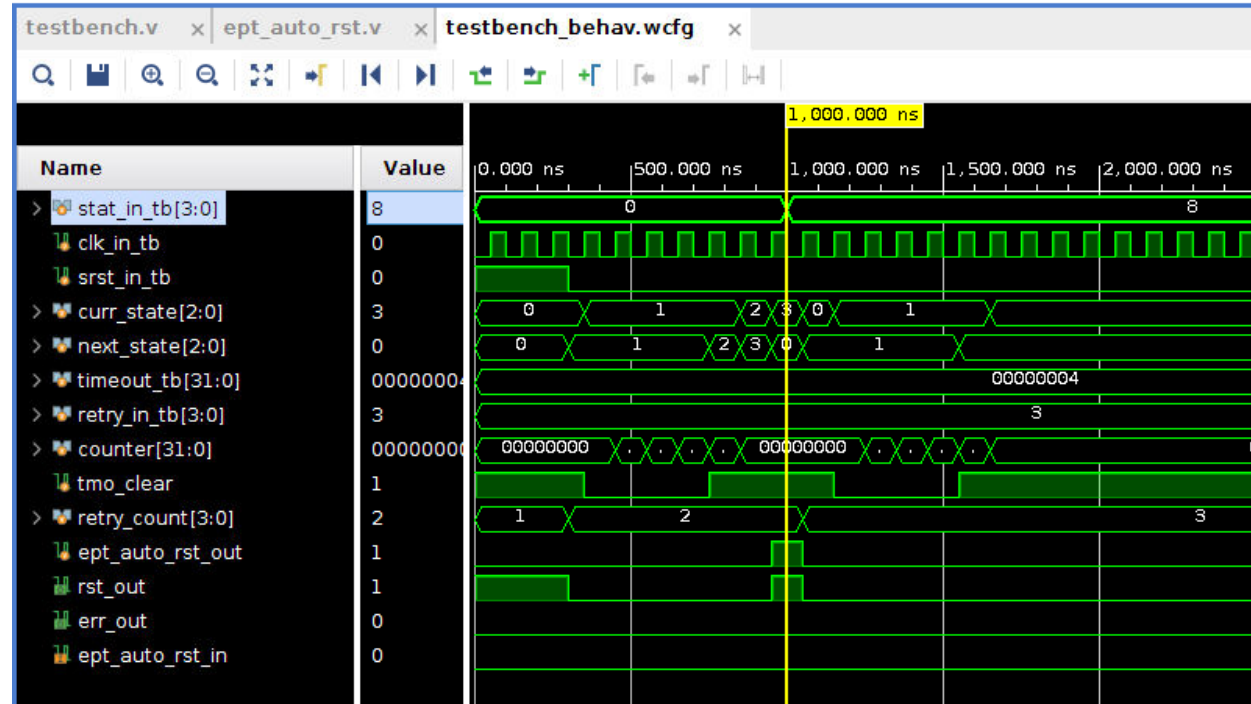 testbench.v x ept_auto_rst.v x testbench_behav.wcfg x
1,000.000 ns
Name Value 0.000 ns 500.000 ns 1,000.000 ns 1,500.000 ns 2,000.000 ns
> stat_in_tb[3:0] 8 0 8
clk_in_tb 0
srst_in_tb 0
> curr_state[2:0] 3 0 1 2 3 0 1
> next_state[2:0] 0 0 1 2 3 0 1
> timeout_tb[31:0] 00000004 00000004
> retry_in_tb[3:0] 3 3
> counter[31:0] 00000000 00000000 . . . . 00000000 . . . .
tmo_clear 1
> retry_count[3:0] 2 1 2 3
ept_auto_rst_out 1
rst_out 1
err_out 0
ept_auto_rst_in 0